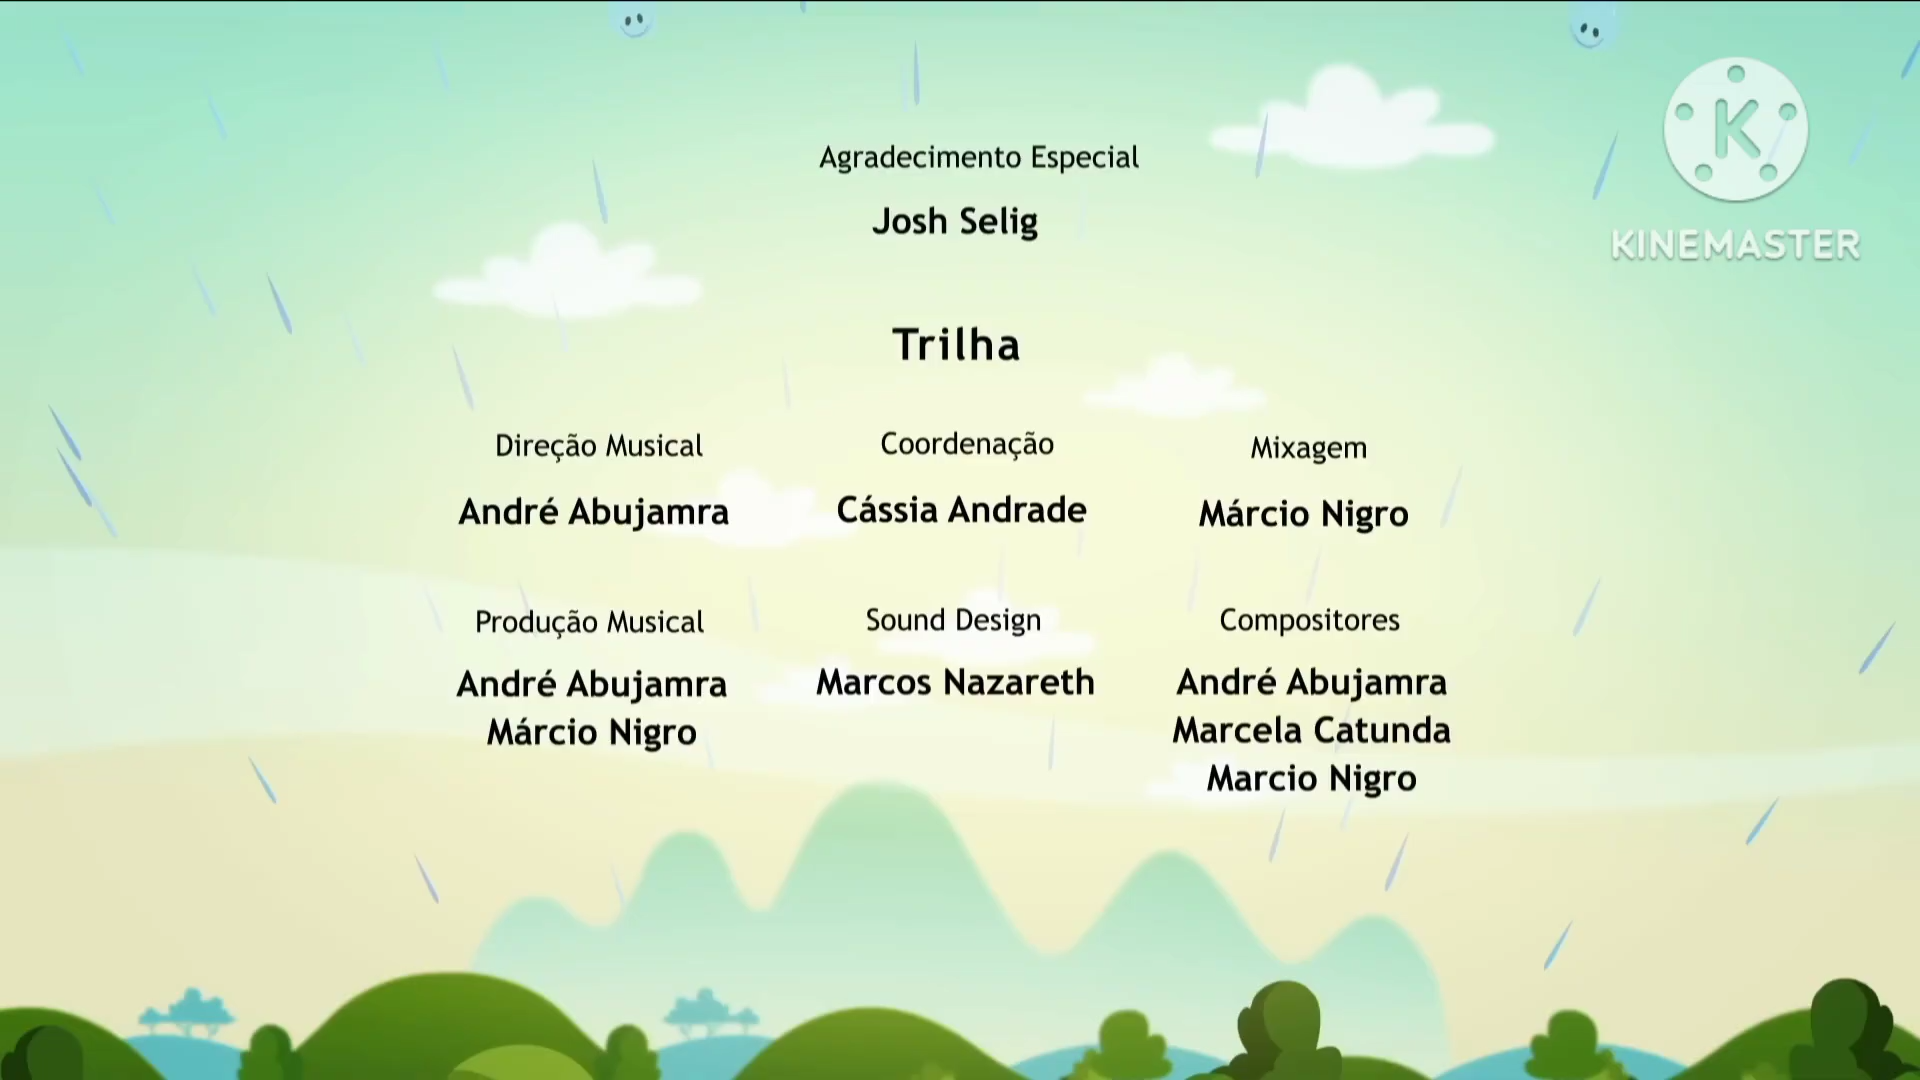 Agradecimento Especial
Josh Selig
K
KINEMASTER
Trilha
Direção Musical
André Abujamra
Coordenação
Cássia Andrade
Mixagem
Márcio Nigro
Produção Musical
André Abujamra
Márcio Nigro
Sound Design
Marcos Nazareth
Compositores
André Abujamra
Marcela Catunda
Marcio Nigro